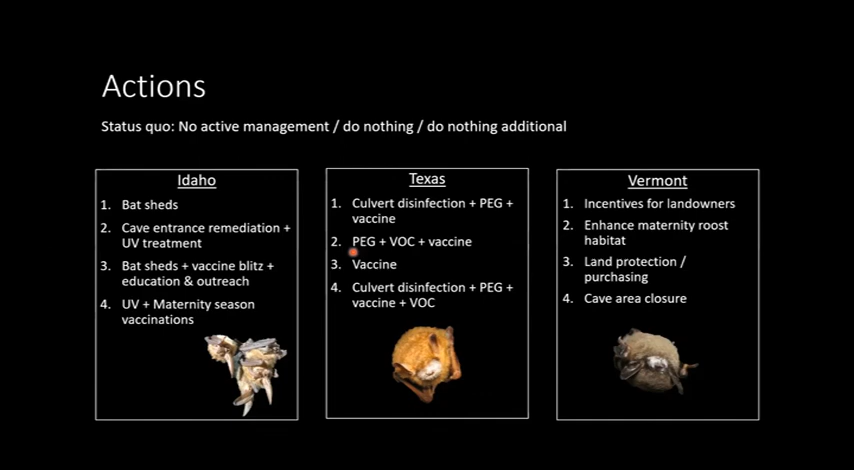 Actions
Status quo: No active management / do nothing / do nothing additional
Idaho
1. Bat sheds
2. Cave entrance remediation +
UV treatment
3. Bat sheds + vaccine blitz +
education & outreach
4. UV + Maternity season
vaccinations
Texas
1. Culvert disinfection + PEG +
vaccine
2. PEG + VOC + vaccine
3. Vaccine
4. Culvert disinfection + PEG +
vaccine + VOC
Vermont
1. Incentives for landowners
2. Enhance maternity roost
habitat
3. Land protection /
purchasing
4. Cave area closure